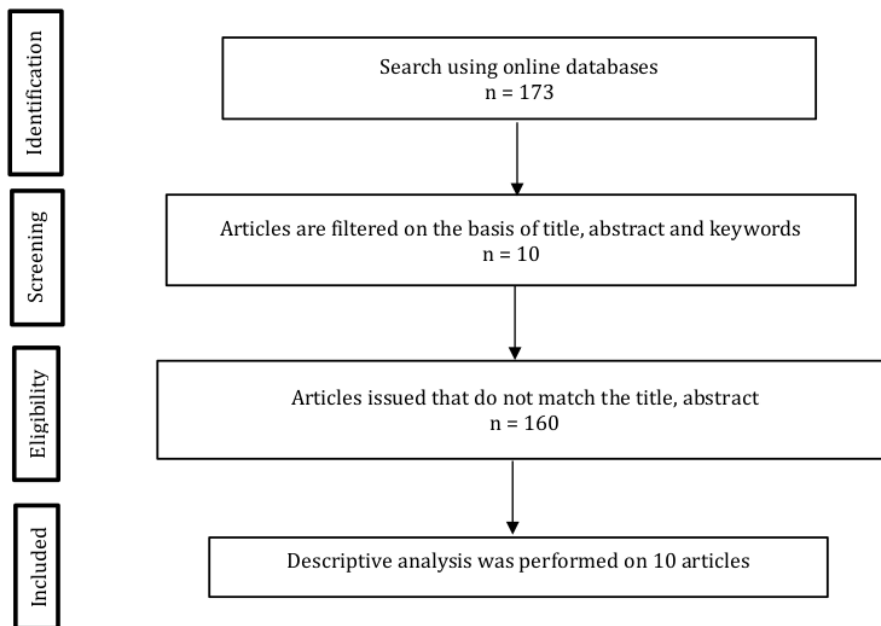 Identification
Search using online databases
n = 173
Screening
Articles are filtered on the basis of title, abstract and keywords
n = 10
Eligibility
Articles issued that do not match the title, abstract
n = 160
Included
Descriptive analysis was performed on 10 articles